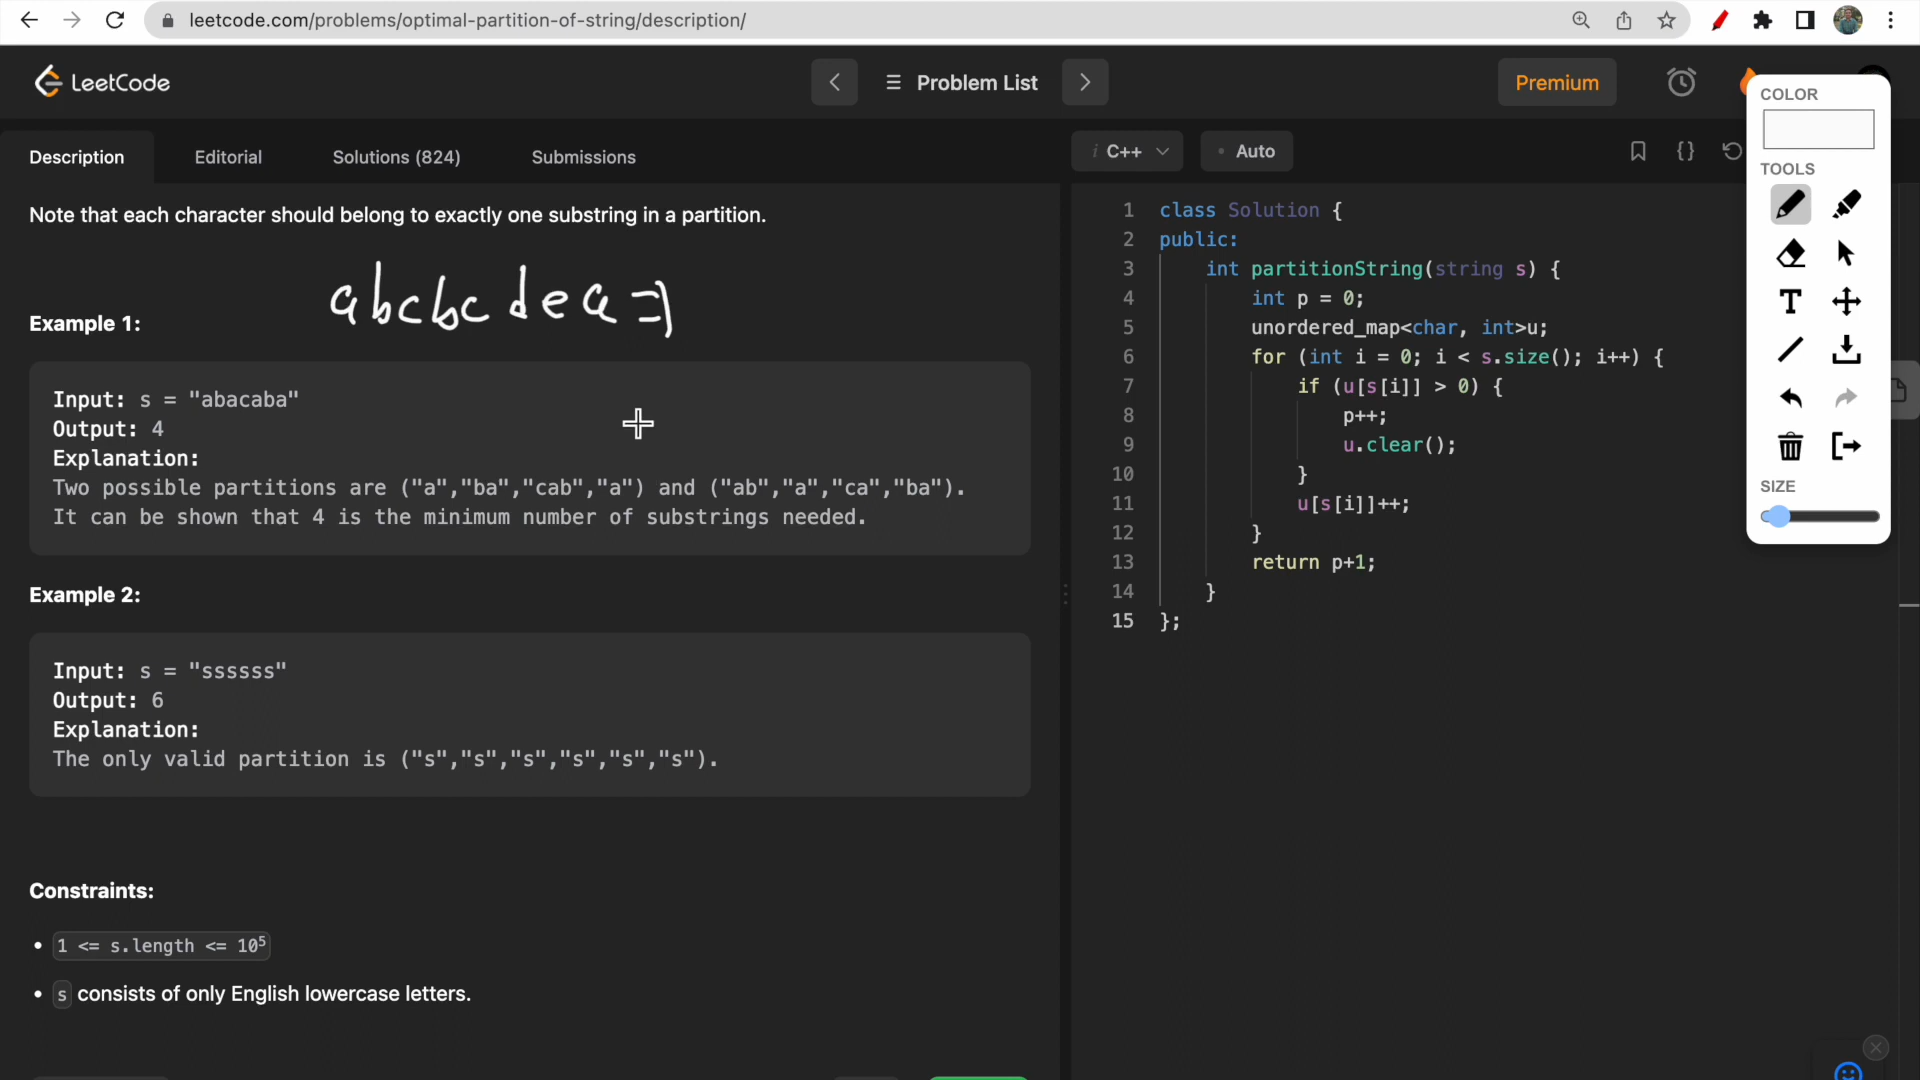 leetcode.com/problems/optimal-partition-of-string/description/
LeetCode
Problem List
Premium
Description
Editorial
Solutions (824)
Submissions
Note that each character should belong to exactly one substring in a partition.
abcbcdea =>
Example 1:
Input: s = "abacaba"
Output: 4
Explanation:
Two possible partitions are ("a","ba","cab","a") and ("ab","a","ca","ba").
It can be shown that 4 is the minimum number of substrings needed.
Example 2:
Input: s = "ssssss"
Output: 6
Explanation:
The only valid partition is ("s","s","s","s","s","s").
Constraints:
• 1 <= s.length <= 10⁵
• s consists of only English lowercase letters.
i C++
• Auto
{}
1 class Solution {
2 public:
3 int partitionString(string s) {
4 int p = 0;
5 unordered_map<char, int>u;
6 for (int i = 0; i < s.size(); i++) {
7 if (u[s[i]] > 0) {
8 p++;
9 u.clear();
10 }
11 u[s[i]]++;
12 }
13 return p+1;
14 }
15 };
COLOR
TOOLS
T
SIZE